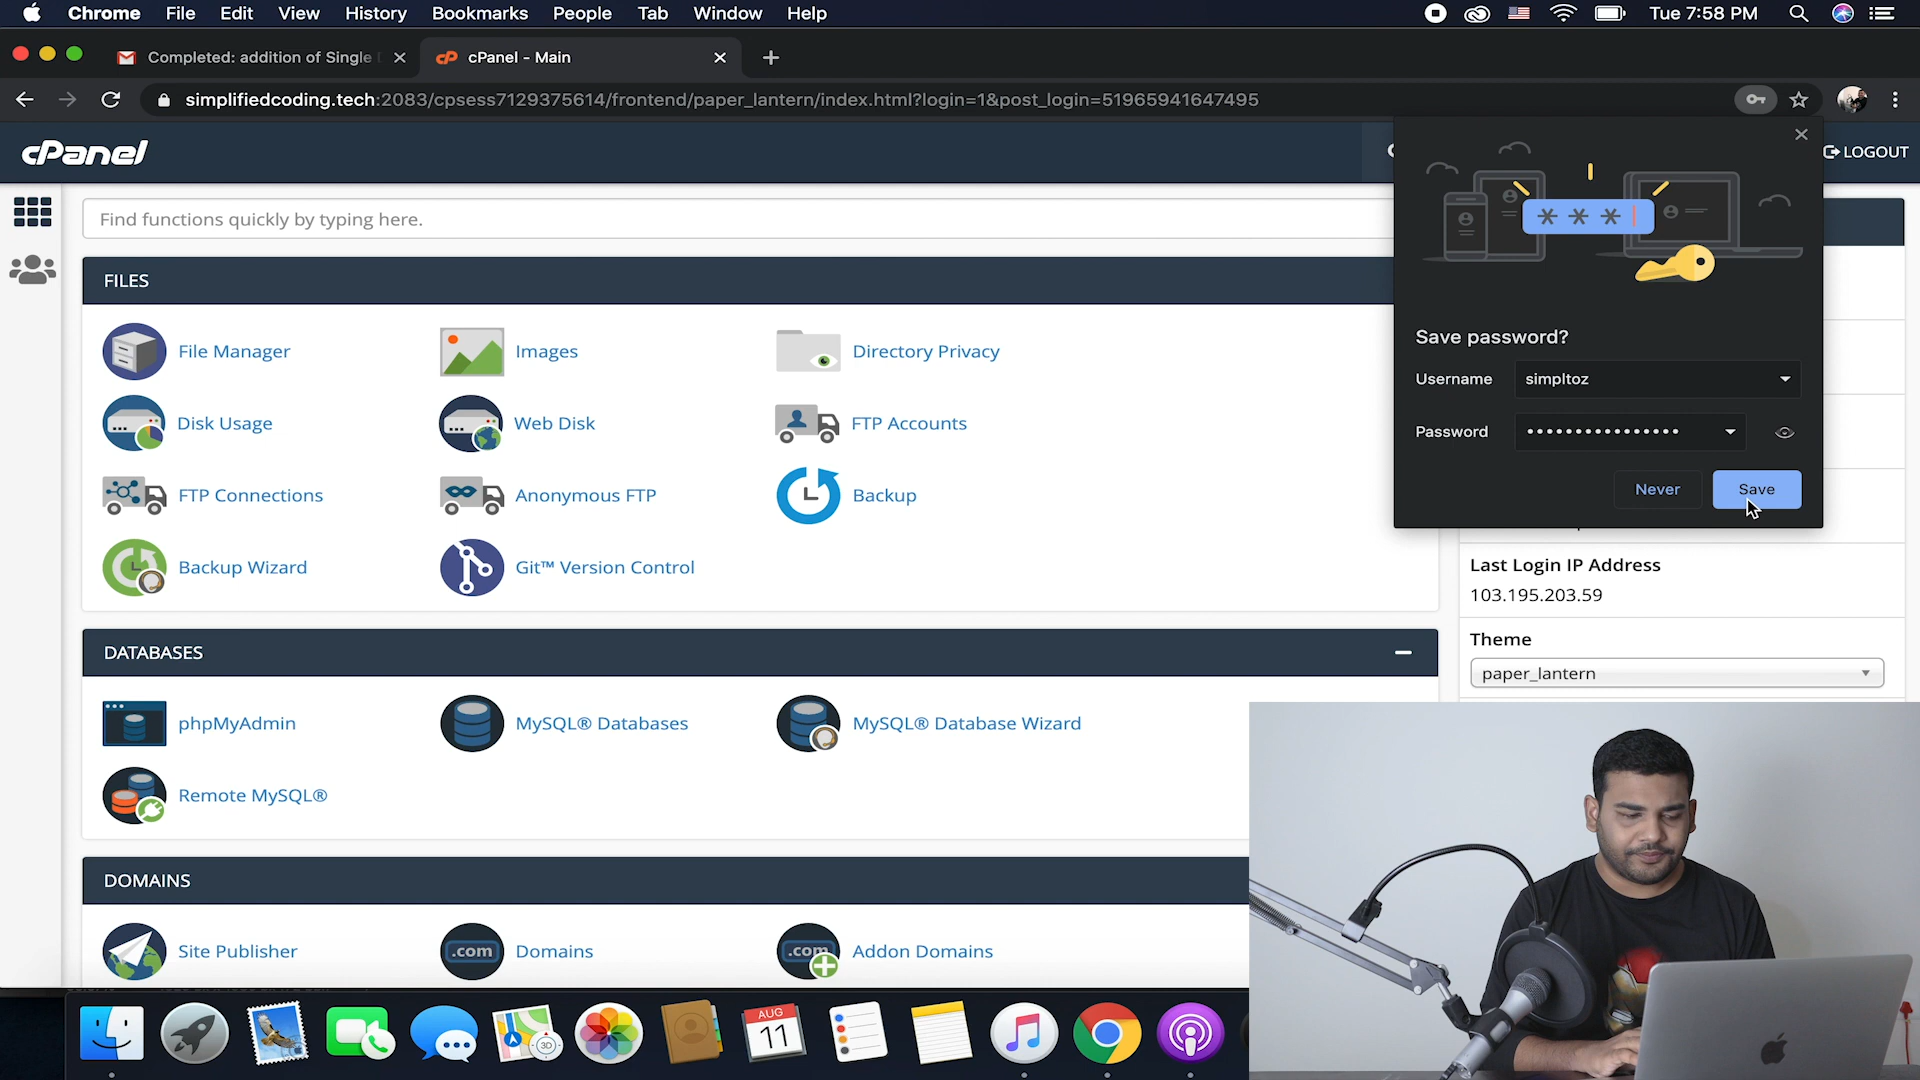 Chrome File Edit View History Bookmarks People Tab Window Help Tue 7:58 PM
Completed: addition of Single
cP cPanel - Main
simplifiedcoding.tech:2083/cpsess7129375614/frontend/paper_lantern/index.html?login=1&post_login=51965941647495
cPanel
LOGOUT
Find functions quickly by typing here.
FILES
File Manager
Images
Directory Privacy
Disk Usage
Web Disk
FTP Accounts
FTP Connections
Anonymous FTP
Backup
Backup Wizard
Git™ Version Control
DATABASES
phpMyAdmin
MySQL® Databases
MySQL® Database Wizard
Remote MySQL®
DOMAINS
Site Publisher
.com Domains
.com Addon Domains
* * *
Save password?
Username simpltoz
Password ••••••••••••••••
Never Save
Last Login IP Address
103.195.203.59
Theme
paper_lantern
3D
AUG
11